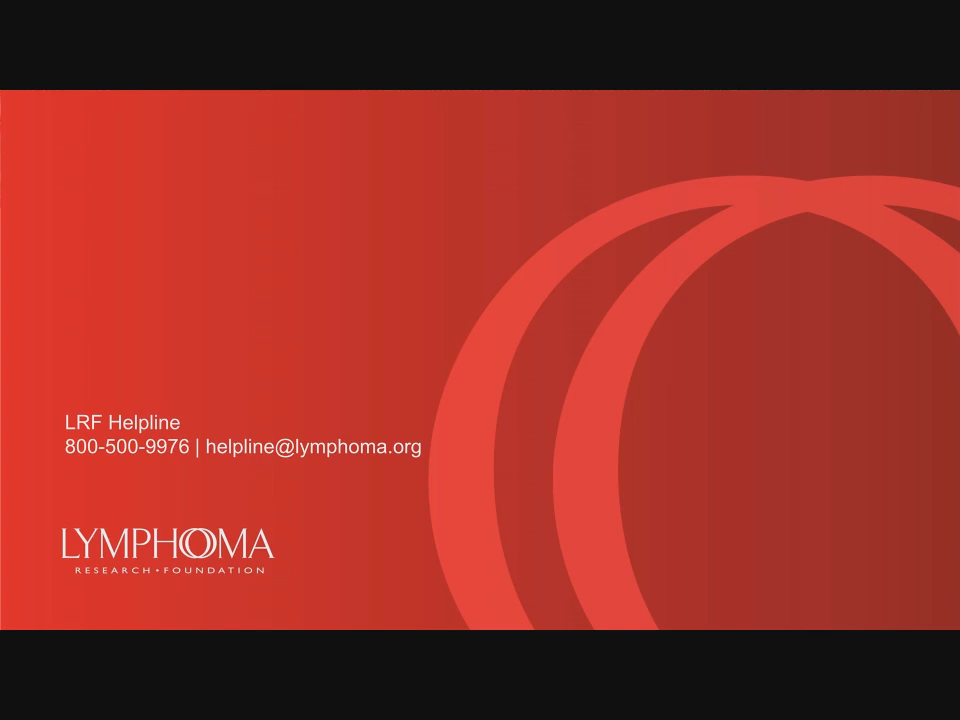 LRF Helpline
800-500-9976 | helpline@lymphoma.org
LYMPHOMA
RESEARCH • FOUNDATION